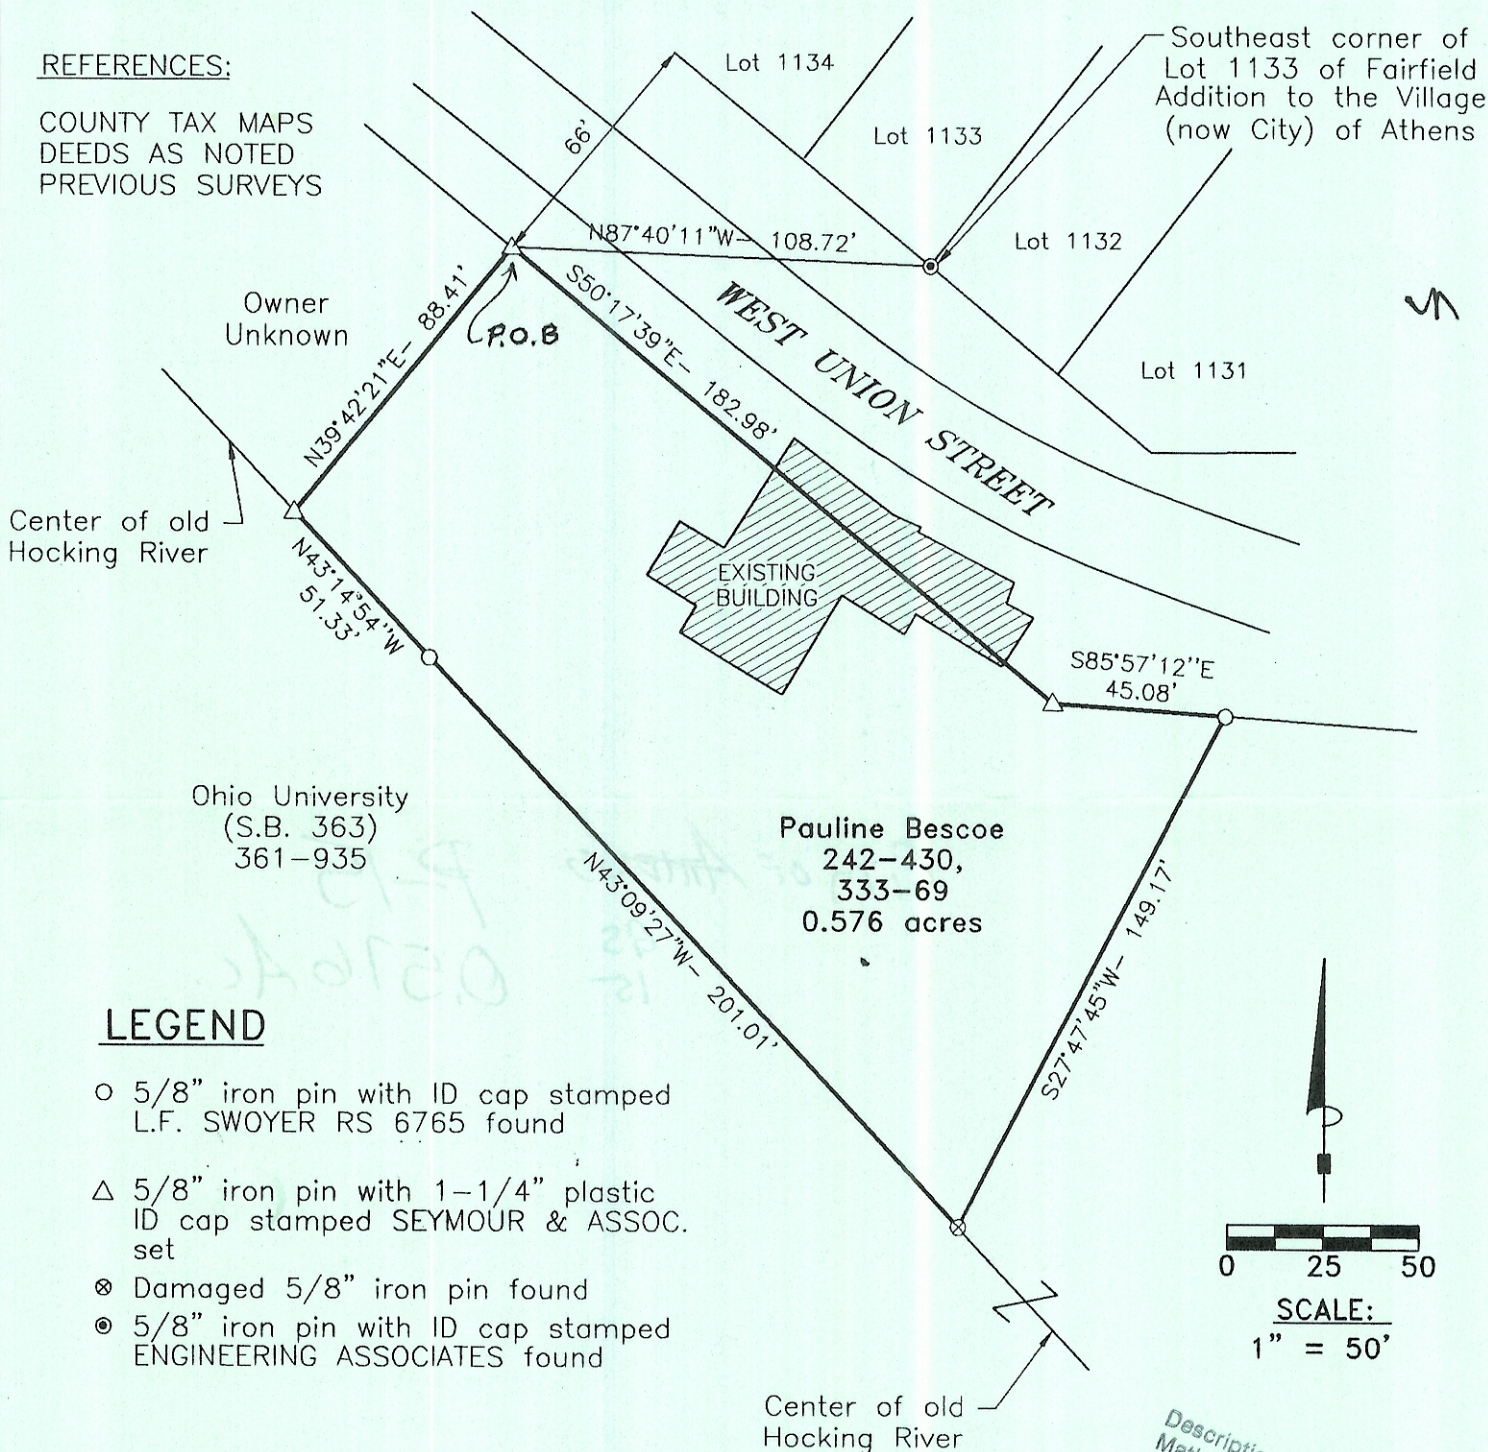 REFERENCES:
COUNTY TAX MAPS
DEEDS AS NOTED
PREVIOUS SURVEYS
Lot 1134
Lot 1133
Southeast corner of
Lot 1133 of Fairfield
Addition to the Village
(now City) of Athens
66'
N87°40'11"W- 108.72'
Lot 1132
Lot 1131
Owner
Unknown
P.O.B
N39°42'21"E- 88.41'
S50°17'39"E- 182.98'
WEST UNION STREET
Center of old
Hocking River
N43°14'54"W
51.33'
EXISTING
BUILDING
S85°57'12"E
45.08'
Ohio University
(S.B. 363)
361-935
Pauline Bescoe
242-430,
333-69
0.576 acres
N43°09'27"W- 201.01'
S27°47'45"W- 149.17'
LEGEND
5/8" iron pin with ID cap stamped
L.F. SWOYER RS 6765 found
5/8" iron pin with 1-1/4" plastic
ID cap stamped SEYMOUR & ASSOC.
set
Damaged 5/8" iron pin found
5/8" iron pin with ID cap stamped
ENGINEERING ASSOCIATES found
0 25 50
SCALE:
1" = 50'
Center of old
Hocking River